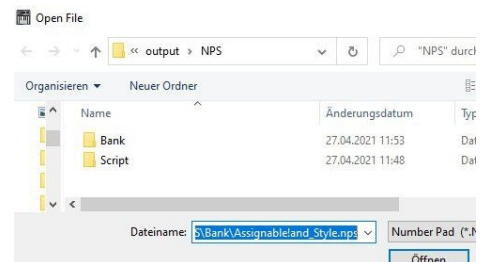 Open File
« output › NPS
"NPS" durch
Organisieren Neuer Ordner
Name Änderungsdatum Typ
Bank 27.04.2021 11:53 Dat
Script 27.04.2021 11:48 Dat
Dateiname: S\Bank\Assignable\and_Style.nps Number Pad (*.N
Öffnen